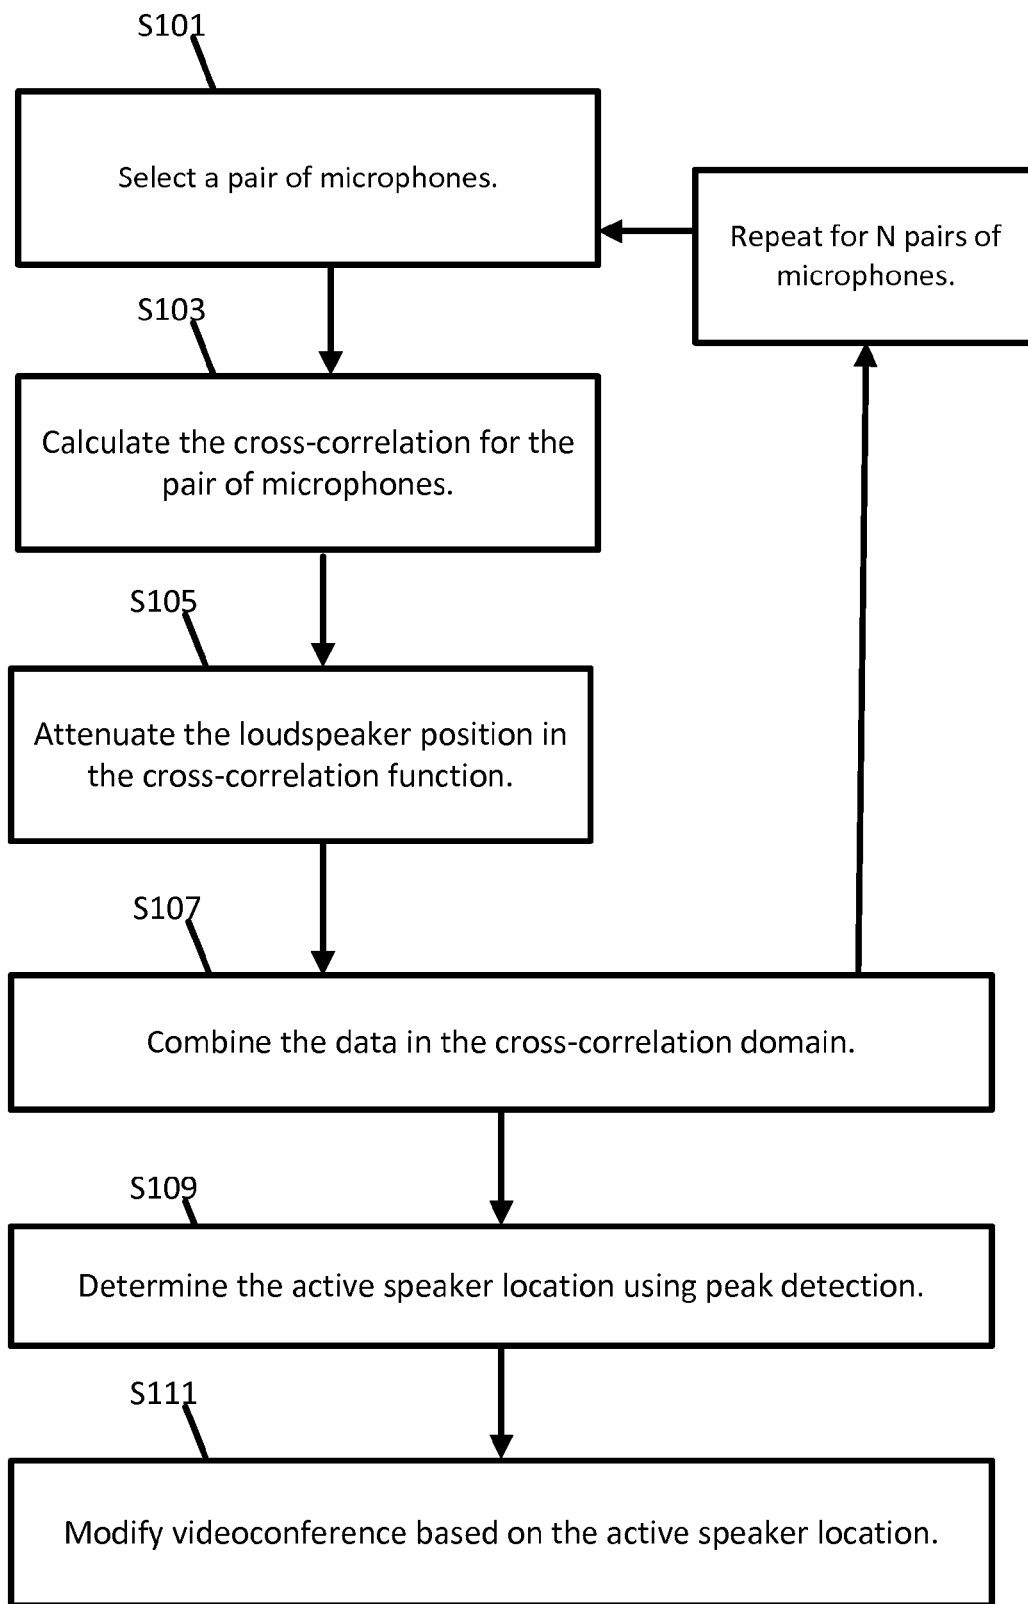 S101
Select a pair of microphones.
Repeat for N pairs of
microphones.
S103
Calculate the cross-correlation for the
pair of microphones.
S105
Attenuate the loudspeaker position in
the cross-correlation function.
S107
Combine the data in the cross-correlation domain.
S109
Determine the active speaker location using peak detection.
S111
Modify videoconference based on the active speaker location.